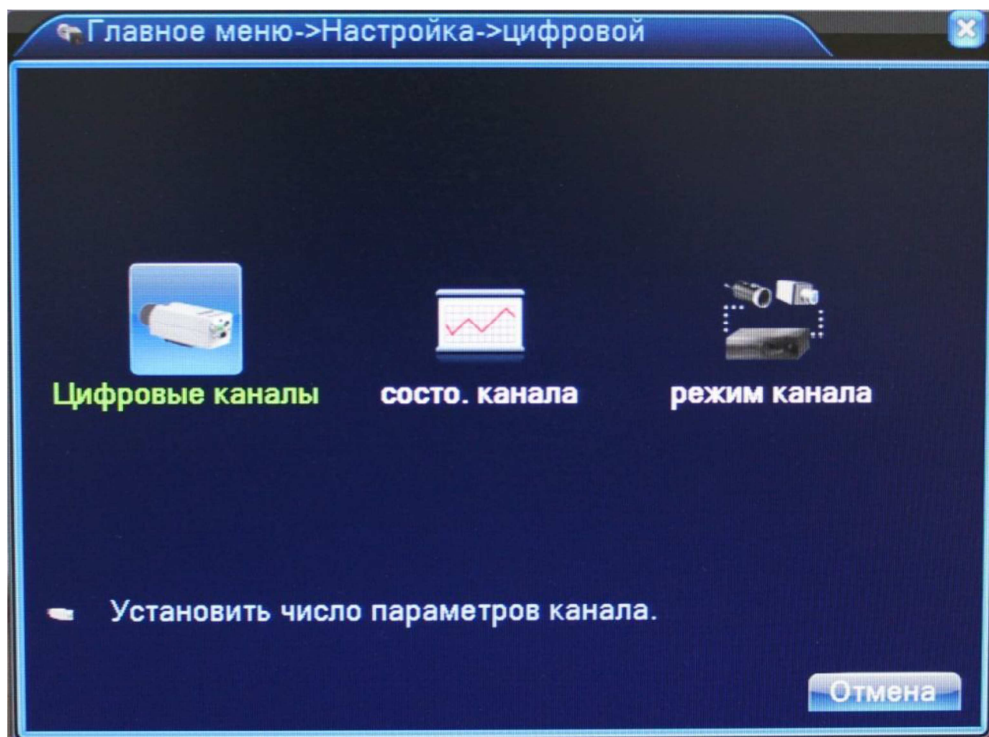 Главное меню->Настройка->цифровой
Цифровые каналы
состо. канала
режим канала
Установить число параметров канала.
Отмена